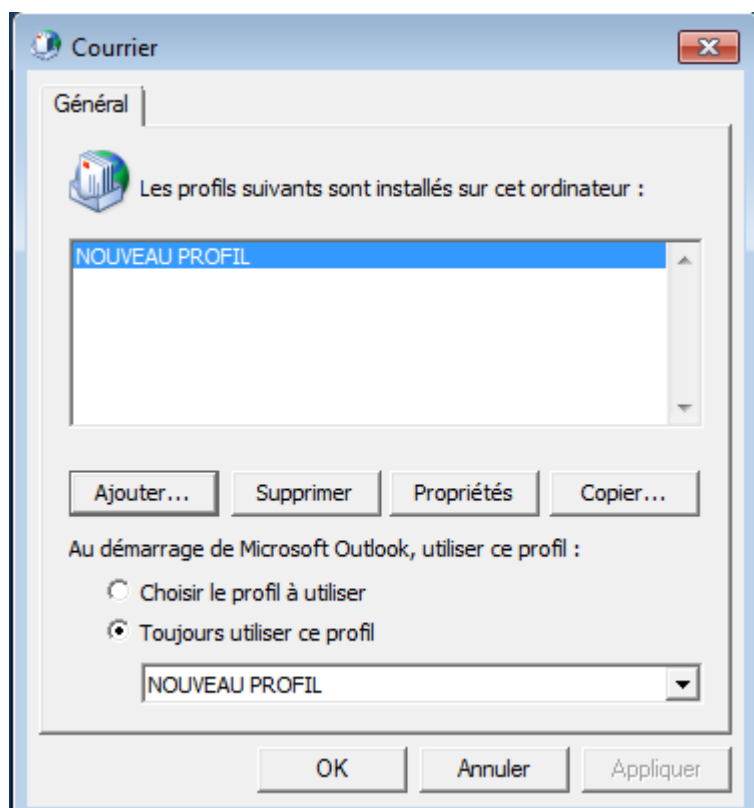 Courrier
Général
Les profils suivants sont installés sur cet ordinateur :
NOUVEAU PROFIL
Ajouter... Supprimer Propriétés Copier...
Au démarrage de Microsoft Outlook, utiliser ce profil :
Choisir le profil à utiliser
Toujours utiliser ce profil
NOUVEAU PROFIL
OK Annuler Appliquer